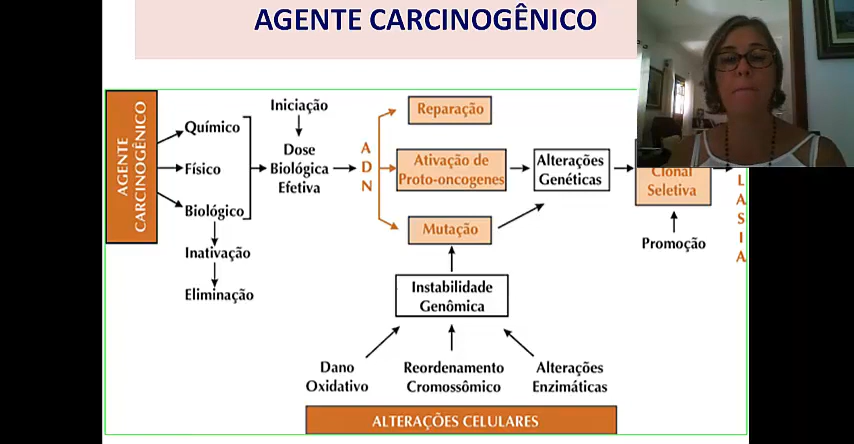 AGENTE CARCINOGÊNICO
AGENTE
CARCINOGÊNICO
Químico
Físico
Biológico
Inativação
Eliminação
Iniciação
Dose
Biológica
Efetiva
A
D
N
Reparação
Ativação de
Proto-oncogenes
Mutação
Alterações
Genéticas
Clonal
Seletiva
Promoção
L
A
S
I
A
Instabilidade
Genômica
Dano
Oxidativo
Reordenamento
Cromossômico
Alterações
Enzimáticas
ALTERAÇÕES CELULARES